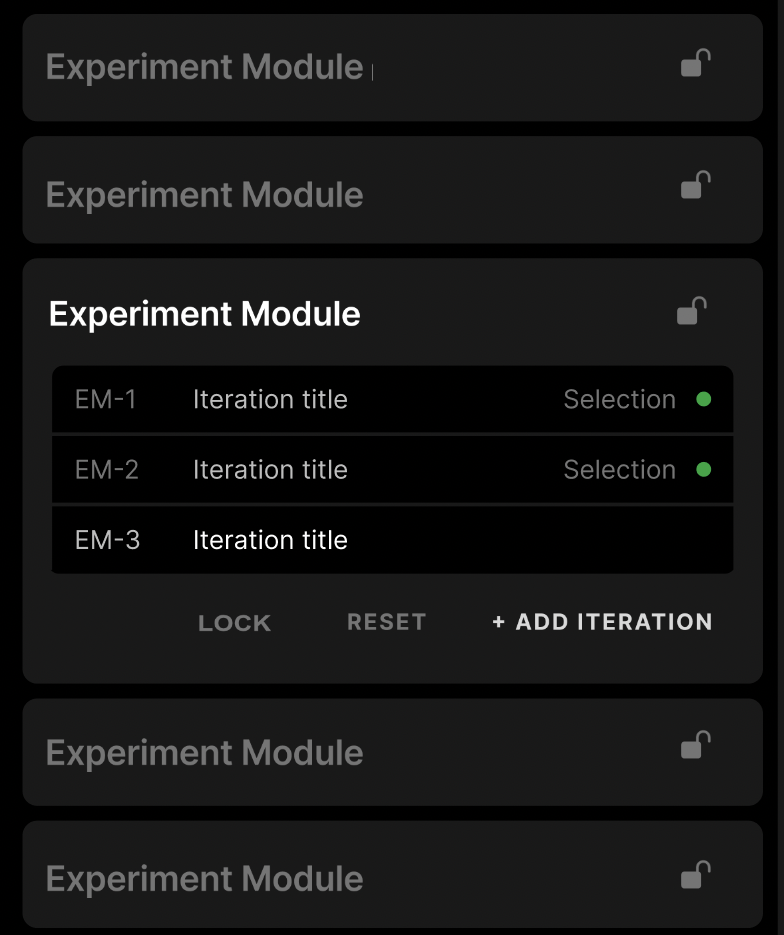 Experiment Module
Experiment Module
Experiment Module
EM-1 Iteration title Selection
EM-2 Iteration title Selection
EM-3 Iteration title
LOCK RESET + ADD ITERATION
Experiment Module
Experiment Module